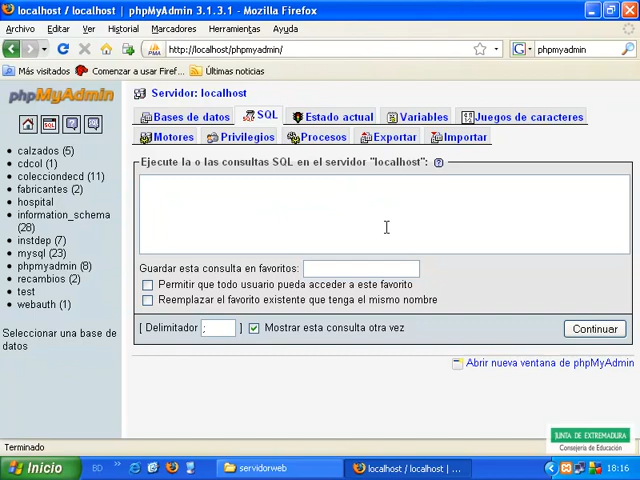 localhost / localhost | phpMyAdmin 3.1.3.1 - Mozilla Firefox
Archivo Editar Ver Historial Marcadores Herramientas Ayuda
http://localhost/phpmyadmin/
phpmyadmin
Más visitados Comenzar a usar Firef... Últimas noticias
phpMyAdmin
SQL
calzados (5)
cdcol (1)
colecciondecd (11)
fabricantes (2)
hospital
information_schema
(28)
instdep (7)
mysql (23)
phpmyadmin (8)
recambios (2)
test
webauth (1)
Seleccionar una base de
datos
Servidor: localhost
Bases de datos SQL Estado actual Variables Juegos de caracteres
Motores Privilegios Procesos Exportar Importar
Ejecute la o las consultas SQL en el servidor "localhost":
Guardar esta consulta en favoritos:
Permitir que todo usuario pueda acceder a este favorito
Reemplazar el favorito existente que tenga el mismo nombre
[ Delimitador ; ] Mostrar esta consulta otra vez
Continuar
Abrir nueva ventana de phpMyAdmin
Terminado
JUNTA DE EXTREMADURA
Consejería de Educación
Inicio BD » servidorweb localhost / localhost | ... 18:16